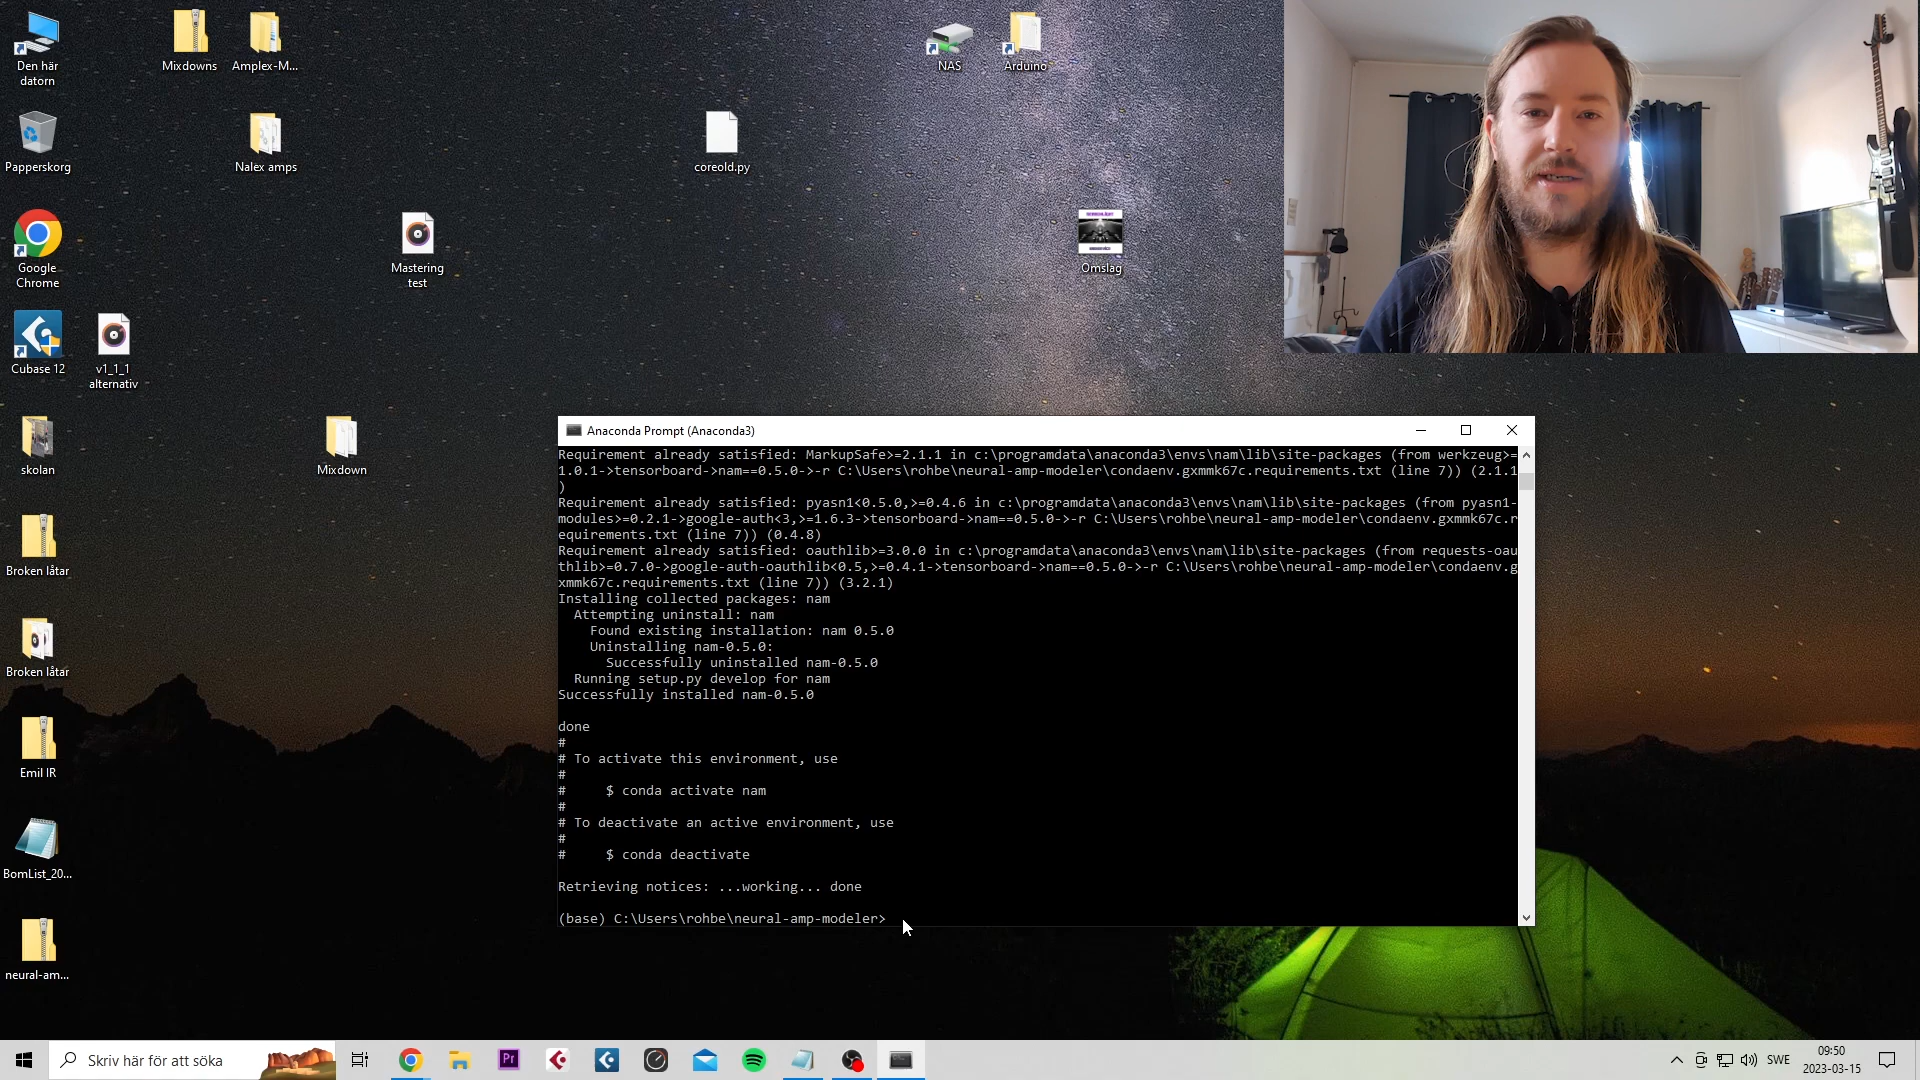 Den här
datorn
Mixdowns
Amplex-M...
NAS
Arduino
Papperskorg
Nalex amps
coreold.py
Google
Chrome
Mastering
test
Omslag
Cubase 12
v1_1_1
alternativ
skolan
Mixdown
Broken låtar
Broken låtar
Emil IR
BomList_20...
neural-am...
Anaconda Prompt (Anaconda3)
Requirement already satisfied: MarkupSafe>=2.1.1 in c:\programdata\anaconda3\envs\nam\lib\site-packages (from werkzeug>=
1.0.1->tensorboard->nam==0.5.0->-r C:\Users\rohbe\neural-amp-modeler\condaenv.gxmmk67c.requirements.txt (line 7)) (2.1.1
)
Requirement already satisfied: pyasn1<0.5.0,>=0.4.6 in c:\programdata\anaconda3\envs\nam\lib\site-packages (from pyasn1-
modules>=0.2.1->google-auth<3,>=1.6.3->tensorboard->nam==0.5.0->-r C:\Users\rohbe\neural-amp-modeler\condaenv.gxmmk67c.r
equirements.txt (line 7)) (0.4.8)
Requirement already satisfied: oauthlib>=3.0.0 in c:\programdata\anaconda3\envs\nam\lib\site-packages (from requests-oau
thlib>=0.7.0->google-auth-oauthlib<0.5,>=0.4.1->tensorboard->nam==0.5.0->-r C:\Users\rohbe\neural-amp-modeler\condaenv.g
xmmk67c.requirements.txt (line 7)) (3.2.1)
Installing collected packages: nam
Attempting uninstall: nam
Found existing installation: nam 0.5.0
Uninstalling nam-0.5.0:
Successfully uninstalled nam-0.5.0
Running setup.py develop for nam
Successfully installed nam-0.5.0
done
#
# To activate this environment, use
#
#     $ conda activate nam
#
# To deactivate an active environment, use
#
#     $ conda deactivate
Retrieving notices: ...working... done
(base) C:\Users\rohbe\neural-amp-modeler>
Skriv här för att söka
Pr
SWE
09:50
2023-03-15